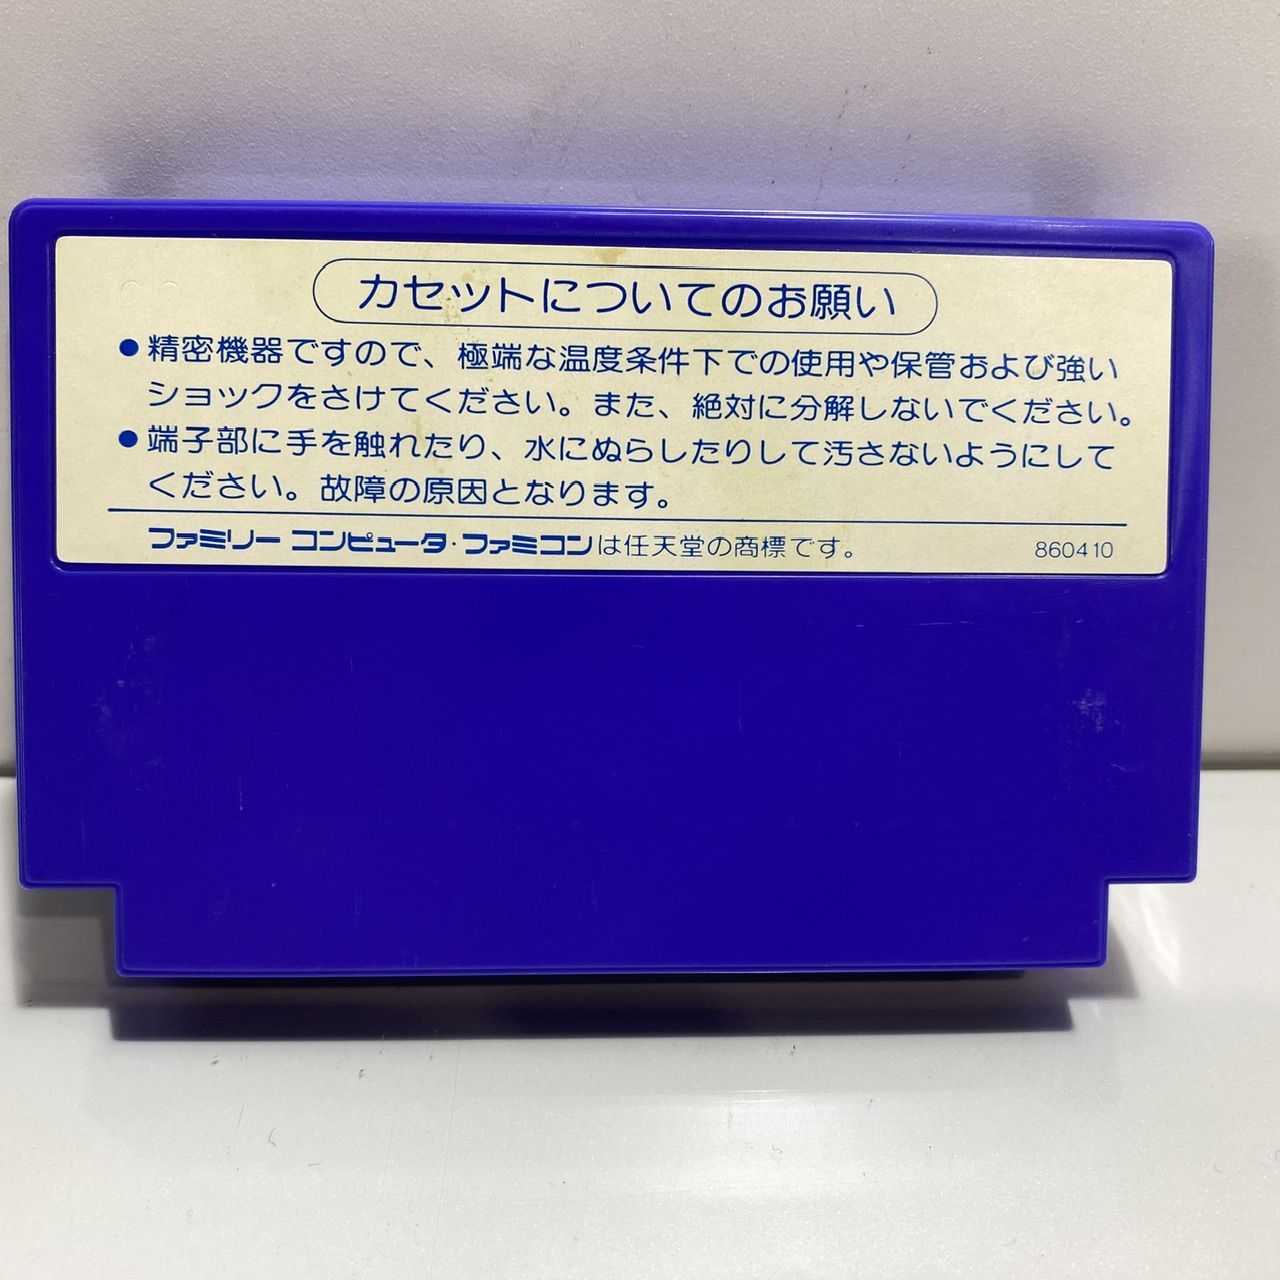 カセットについてのお願い
●精密機器ですので、極端な温度条件下での使用や保管および強い
ショックをさけてください。また、絶対に分解しないでください。
●端子部に手を触れたり、水にぬらしたりして汚さないようにして
ください。故障の原因となります。
ファミリー コンピュータ・ファミコンは任天堂の商標です。 860410